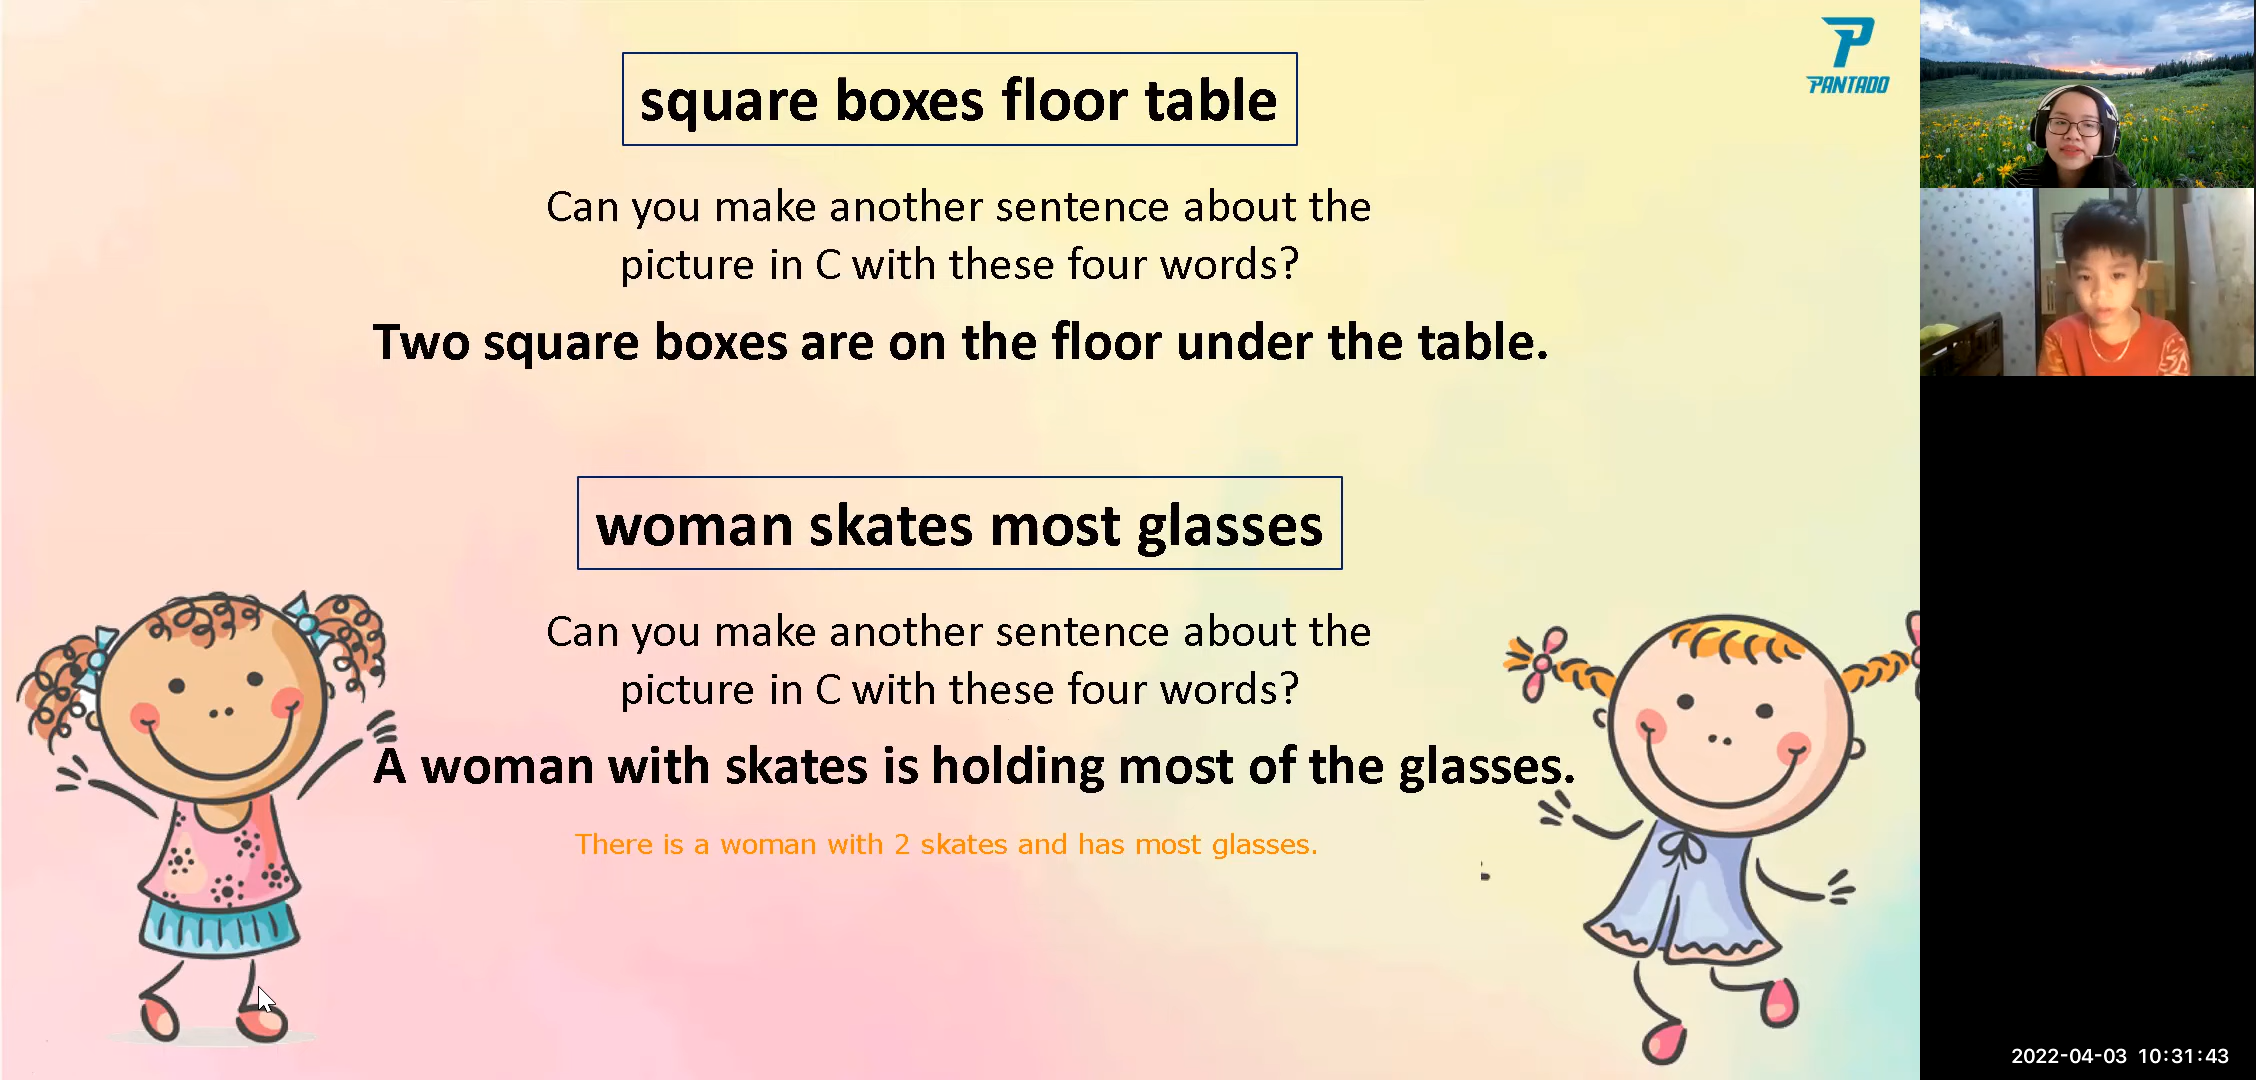 PANTADO
square boxes floor table
Can you make another sentence about the
picture in C with these four words?
Two square boxes are on the floor under the table.
woman skates most glasses
Can you make another sentence about the
picture in C with these four words?
A woman with skates is holding most of the glasses.
There is a woman with 2 skates and has most glasses.
2022-04-03 10:31:43